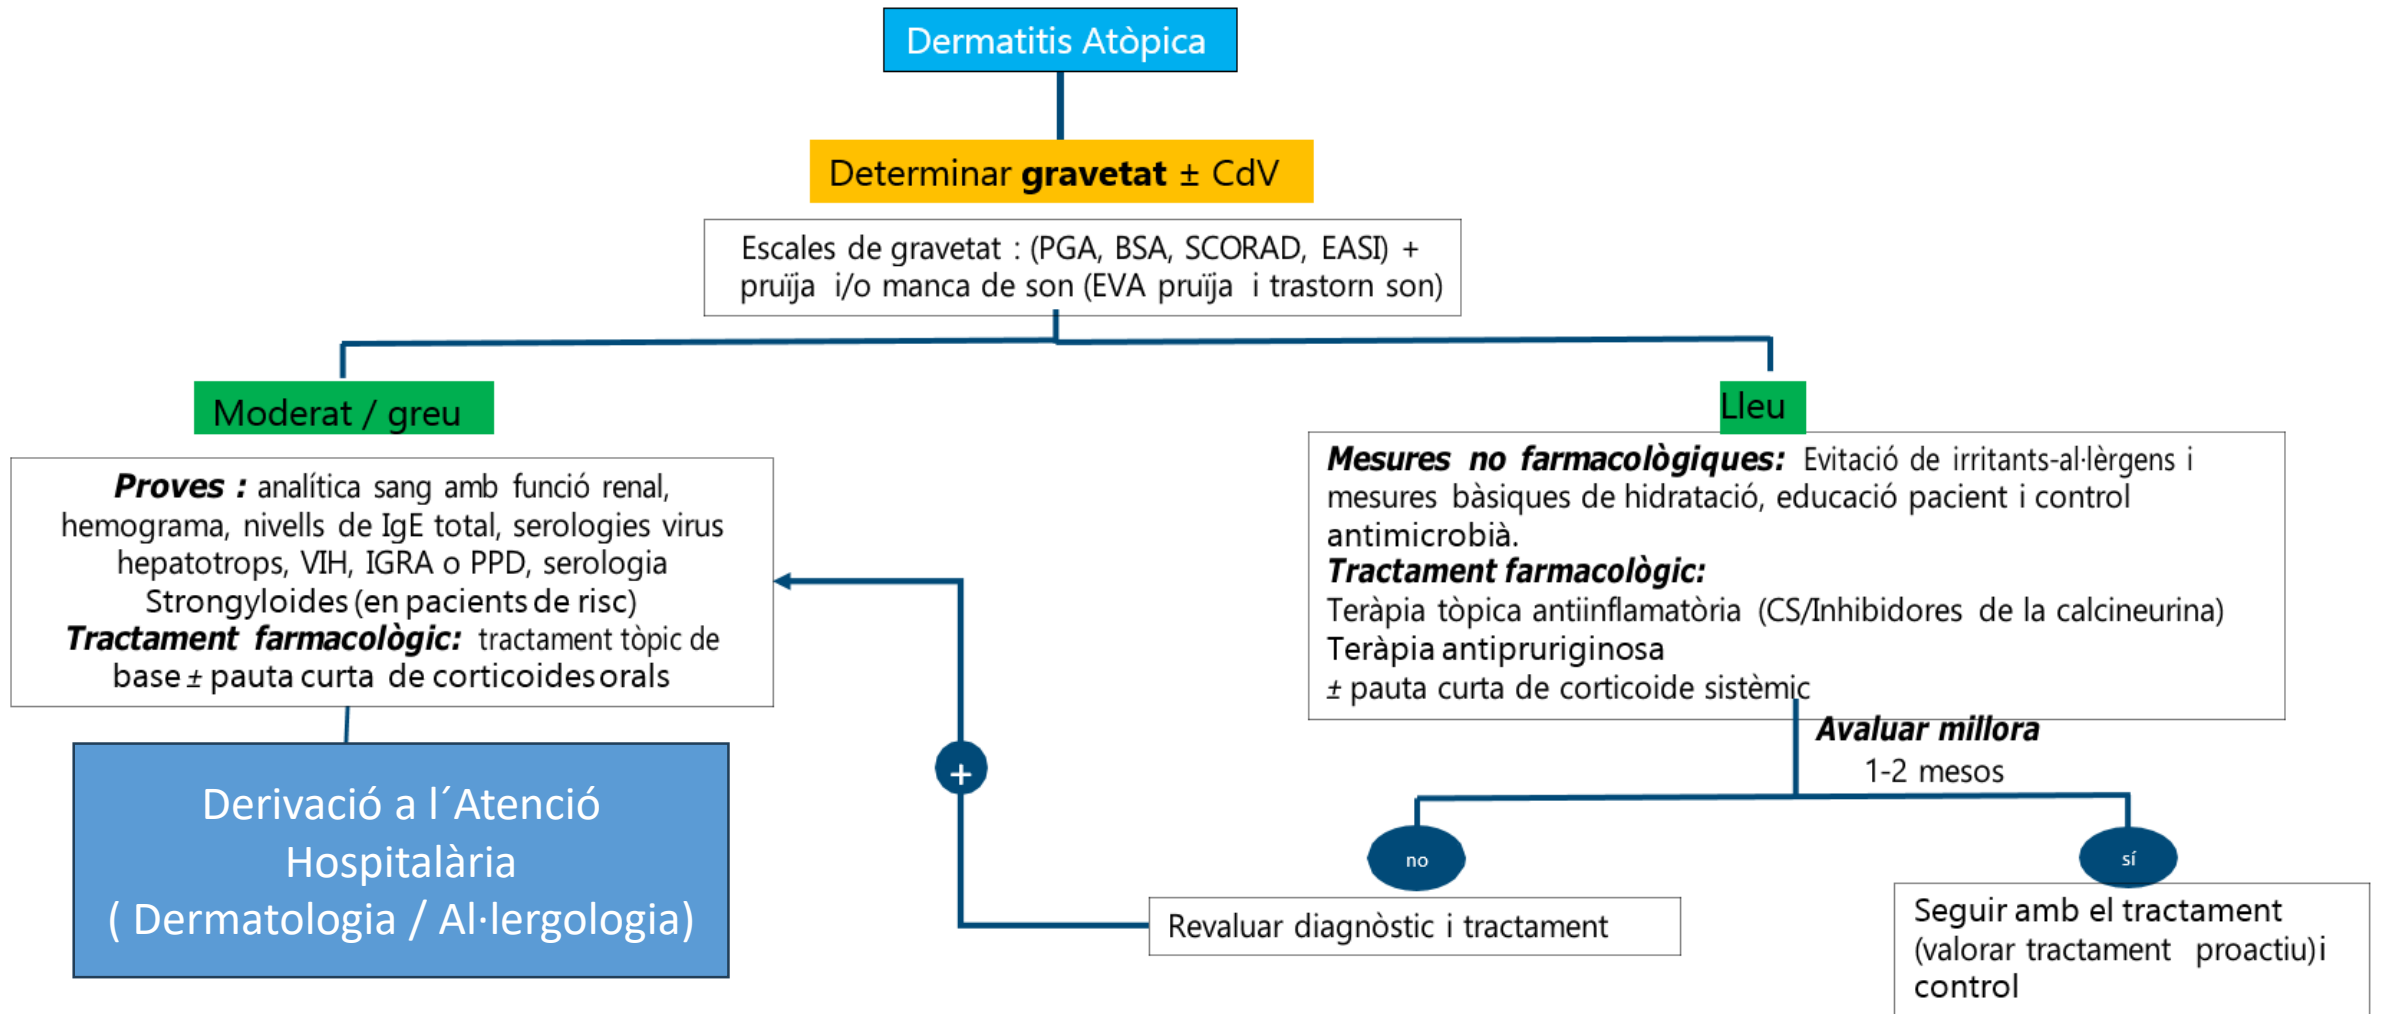 Dermatitis Atòpica
Determinar gravetat ± CdV
Escales de gravetat : (PGA, BSA, SCORAD, EASI) +
pruïja i/o manca de son (EVA pruïja i trastorn son)
Moderat / greu
Proves : analítica sang amb funció renal,
hemograma, nivells de IgE total, serologies virus
hepatotrops, VIH, IGRA o PPD, serologia
Strongyloides (en pacients de risc)
Tractament farmacològic: tractament tòpic de
base ± pauta curta de corticoides orals
Derivació a l´Atenció
Hospitalària
( Dermatologia / Al·lergologia)
Lleu
Mesures no farmacològiques: Evitació de irritants-al·lèrgens i
mesures bàsiques de hidratació, educació pacient i control
antimicrobià.
Tractament farmacològic:
Teràpia tòpica antiinflamatòria (CS/Inhibidores de la calcineurina)
Teràpia antipruriginosa
± pauta curta de corticoide sistèmic
Avaluar millora
1-2 mesos
+
no
sí
Revaluar diagnòstic i tractament
Seguir amb el tractament
(valorar tractament proactiu)i
control